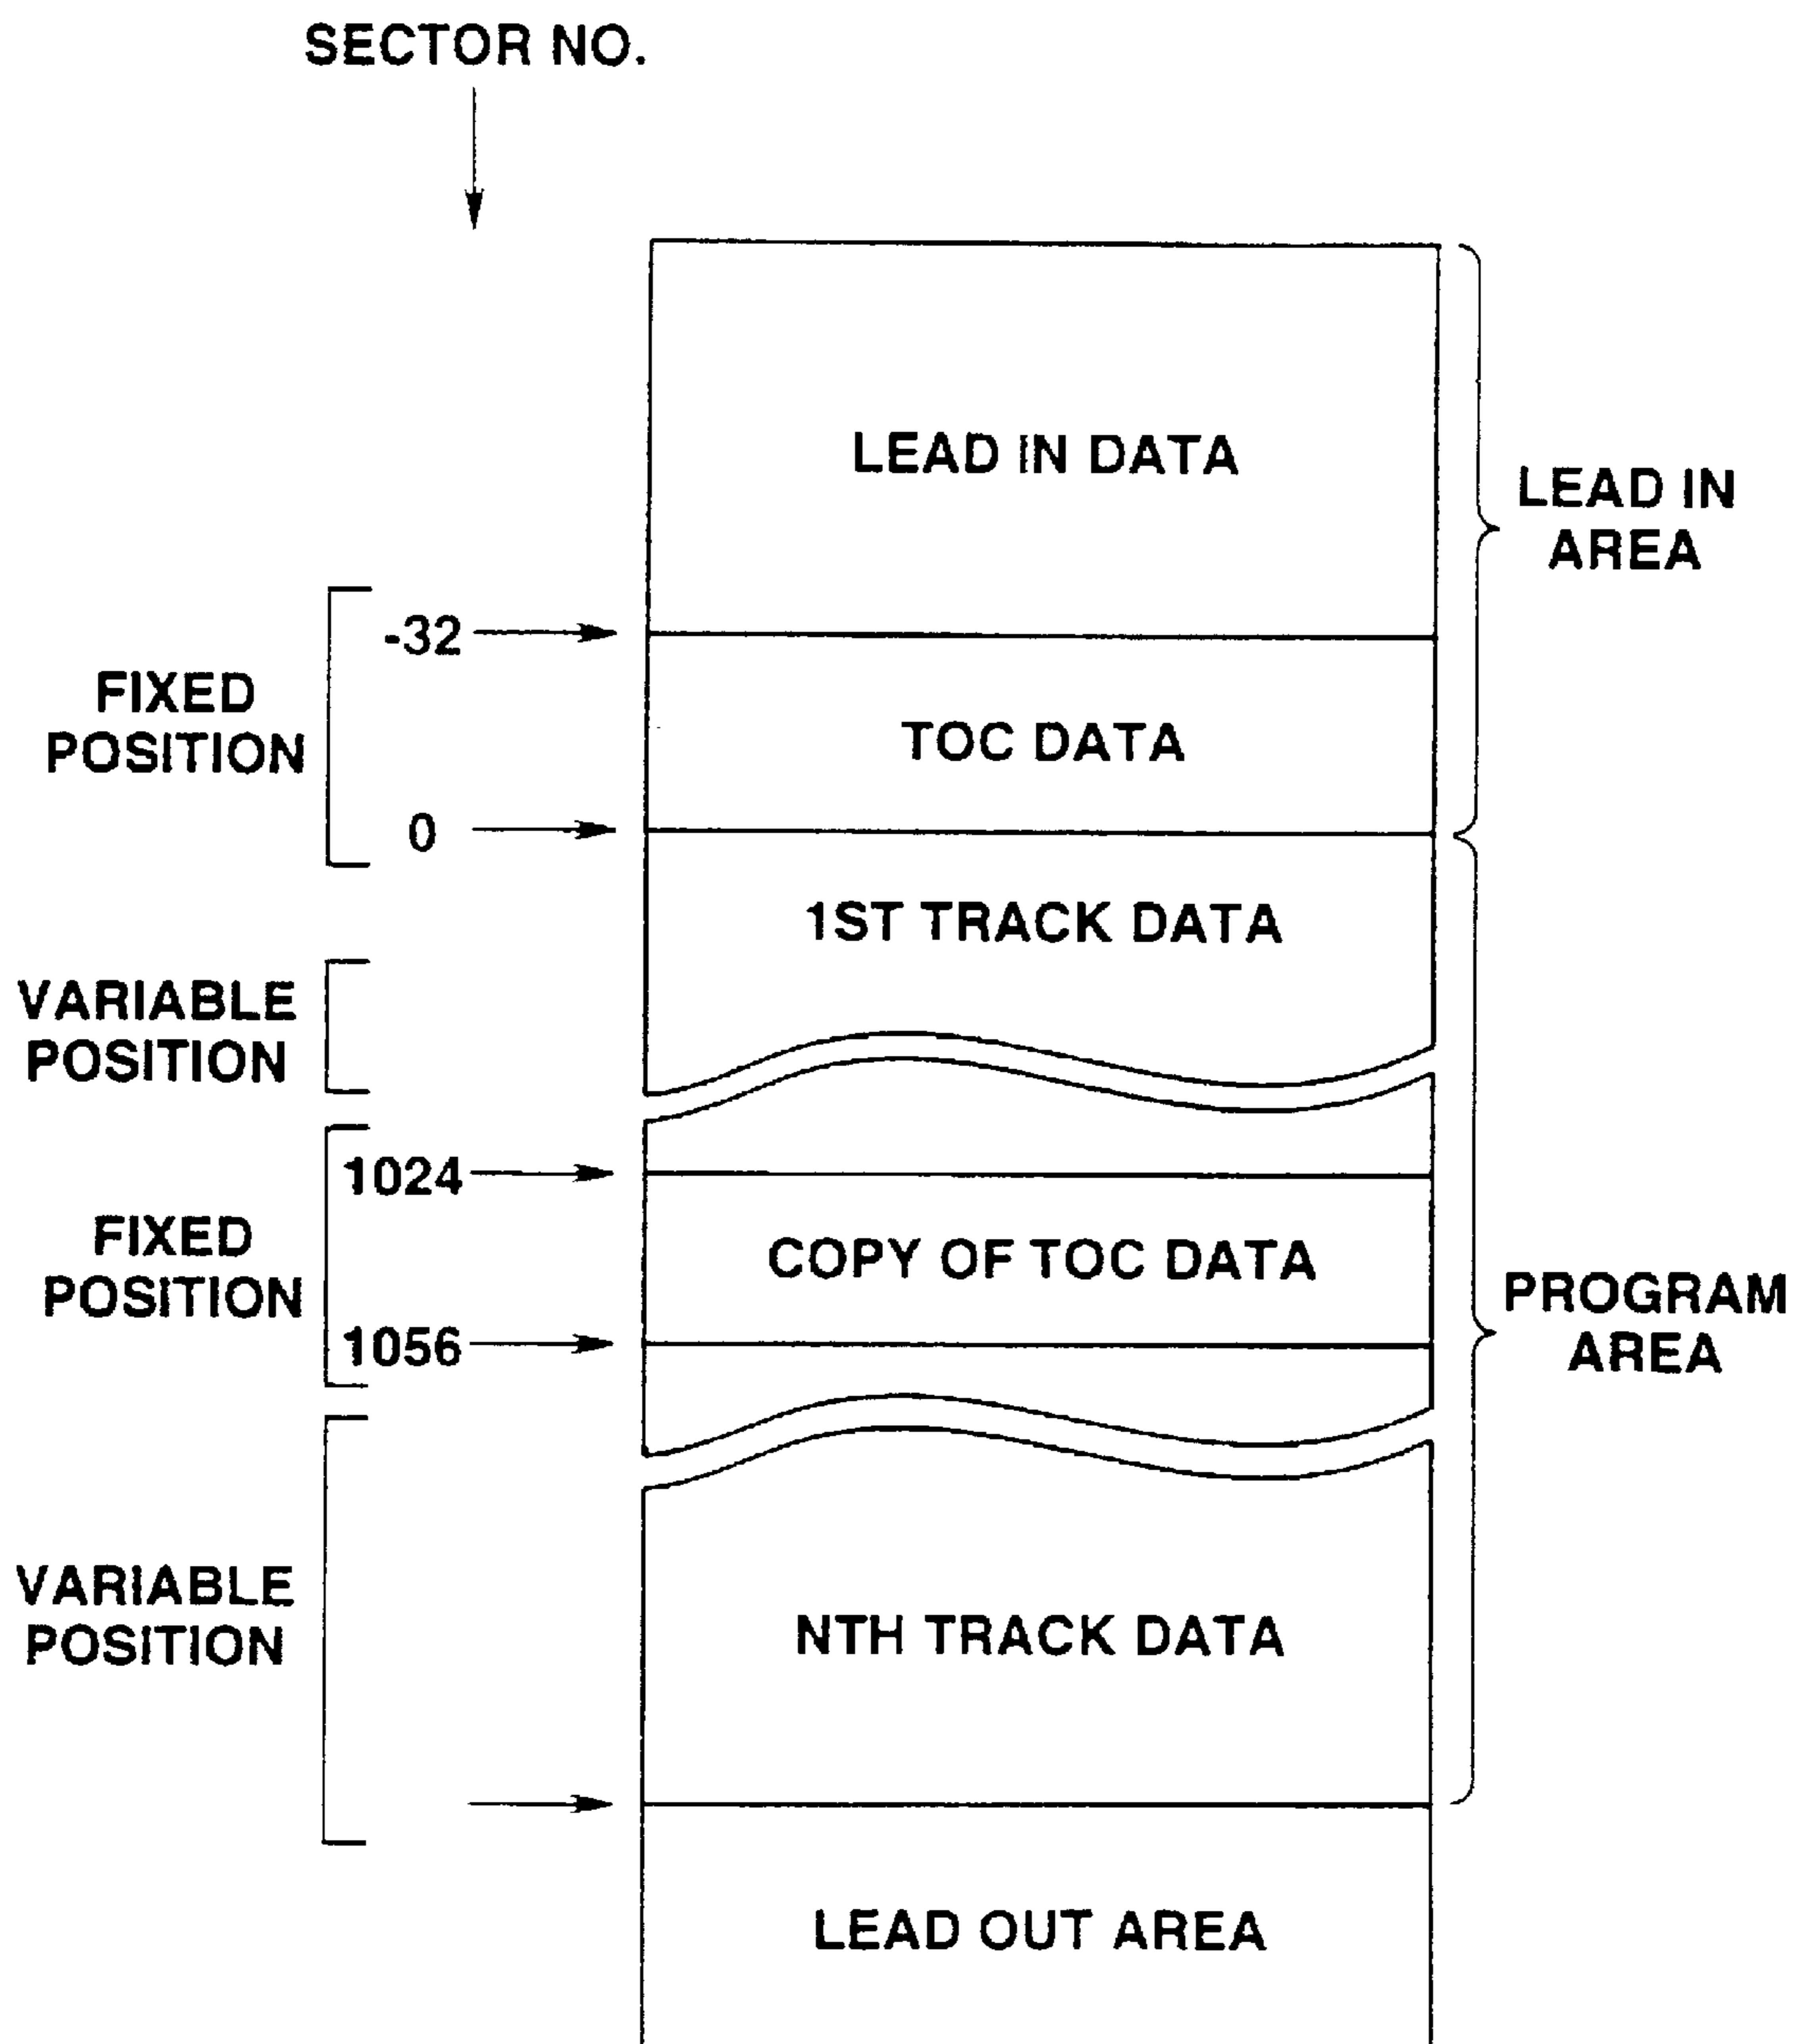 SECTOR NO.
LEAD IN DATA
LEAD IN
AREA
-32
FIXED
POSITION
TOC DATA
0
1ST TRACK DATA
VARIABLE
POSITION
1024
FIXED
POSITION
COPY OF TOC DATA
1056
PROGRAM
AREA
VARIABLE
POSITION
NTH TRACK DATA
LEAD OUT AREA